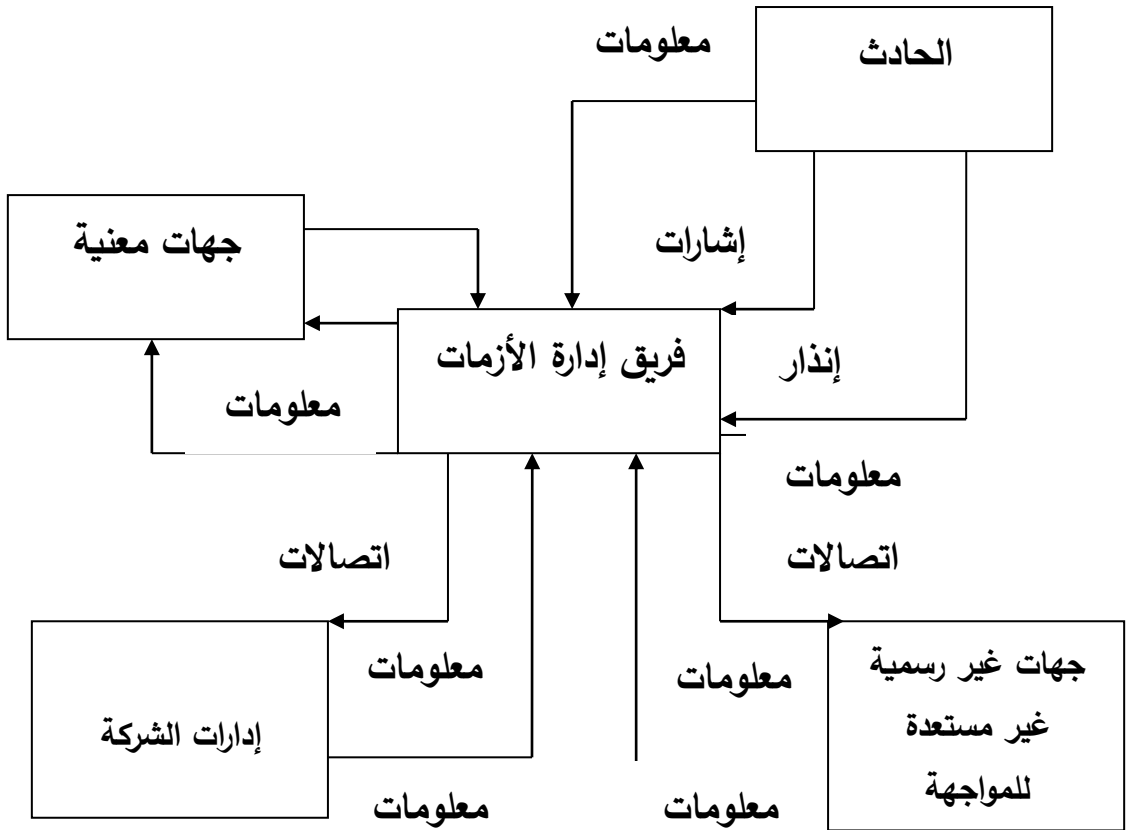 الحادث
معلومات
إشارات
جهات معنية
فريق إدارة الأزمات
إنذار
معلومات
معلومات
اتصالات
اتصالات
جهات غير رسمية
غير مستعدة
للمواجهة
معلومات
معلومات
إدارات الشركة
معلومات
معلومات